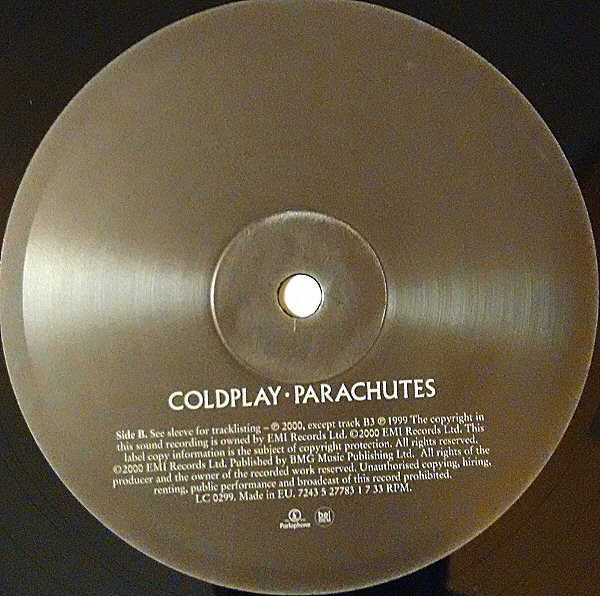 COLDPLAY · PARACHUTES
Side B. See sleeve for tracklisting – ℗ 2000, except track B3 ℗ 1999 The copyright in
this sound recording is owned by EMI Records Ltd. ©2000 EMI Records Ltd. This
label copy information is the subject of copyright protection. All rights reserved.
©2000 EMI Records Ltd. Published by BMG Music Publishing Ltd. All rights of the
producer and the owner of the recorded work reserved. Unauthorised copying, hiring,
renting, public performance and broadcast of this record prohibited.
LC 0299. Made in EU. 7243 5 27783 1 7 33 RPM.
Parlophone bel